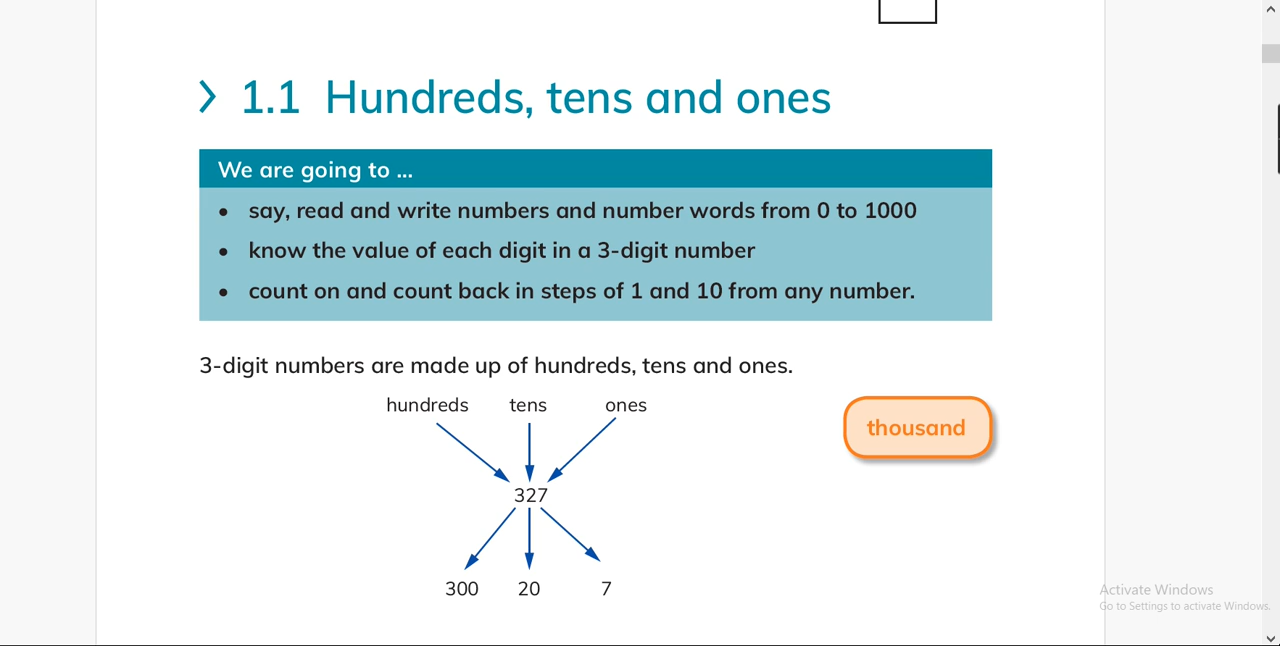 1.1 Hundreds, tens and ones
We are going to ...
• say, read and write numbers and number words from 0 to 1000
• know the value of each digit in a 3-digit number
• count on and count back in steps of 1 and 10 from any number.
3-digit numbers are made up of hundreds, tens and ones.
hundreds tens ones
thousand
327
300 20 7
Activate Windows
Go to Settings to activate Windows.